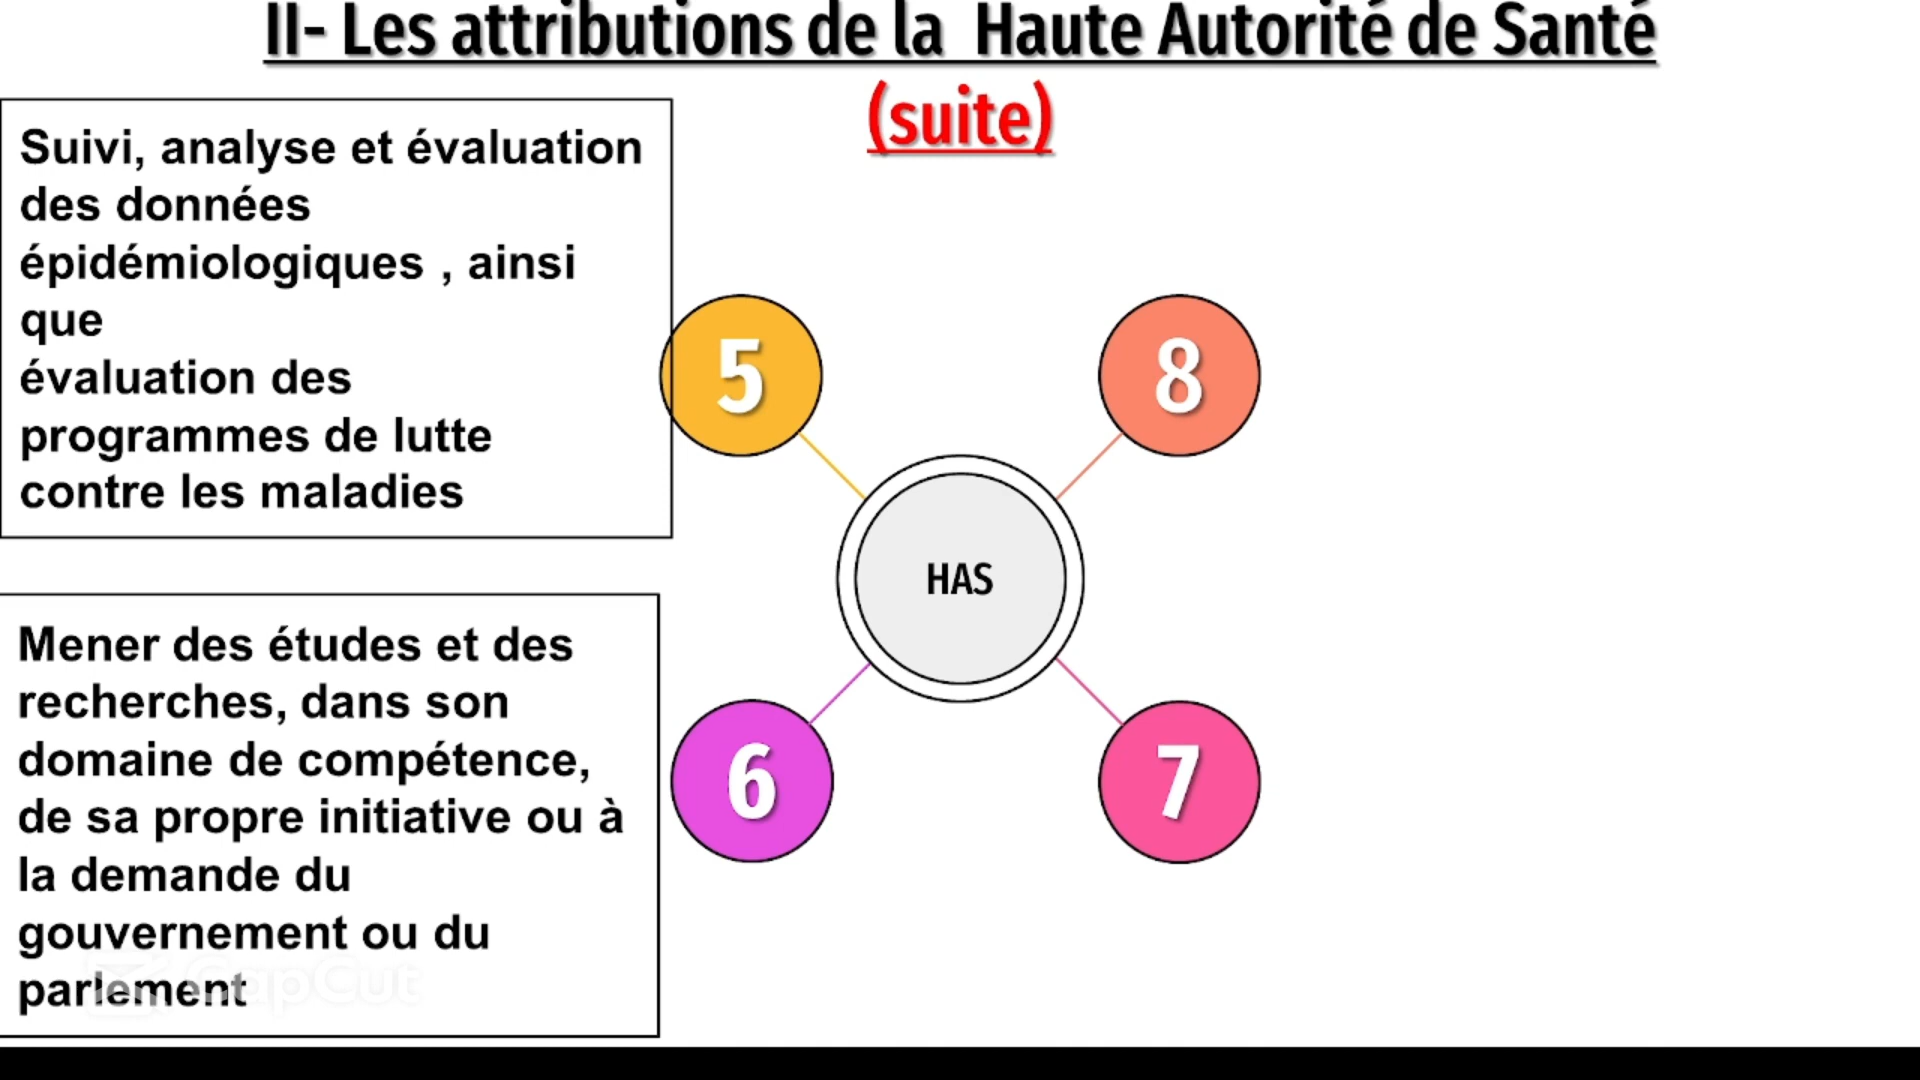 II- Les attributions de la Haute Autorité de Santé
(suite)
Suivi, analyse et évaluation
des données
épidémiologiques , ainsi
que
évaluation des
programmes de lutte
contre les maladies
5
8
HAS
Mener des études et des
recherches, dans son
domaine de compétence,
de sa propre initiative ou à
la demande du
gouvernement ou du
parlement
6
7
CapCut